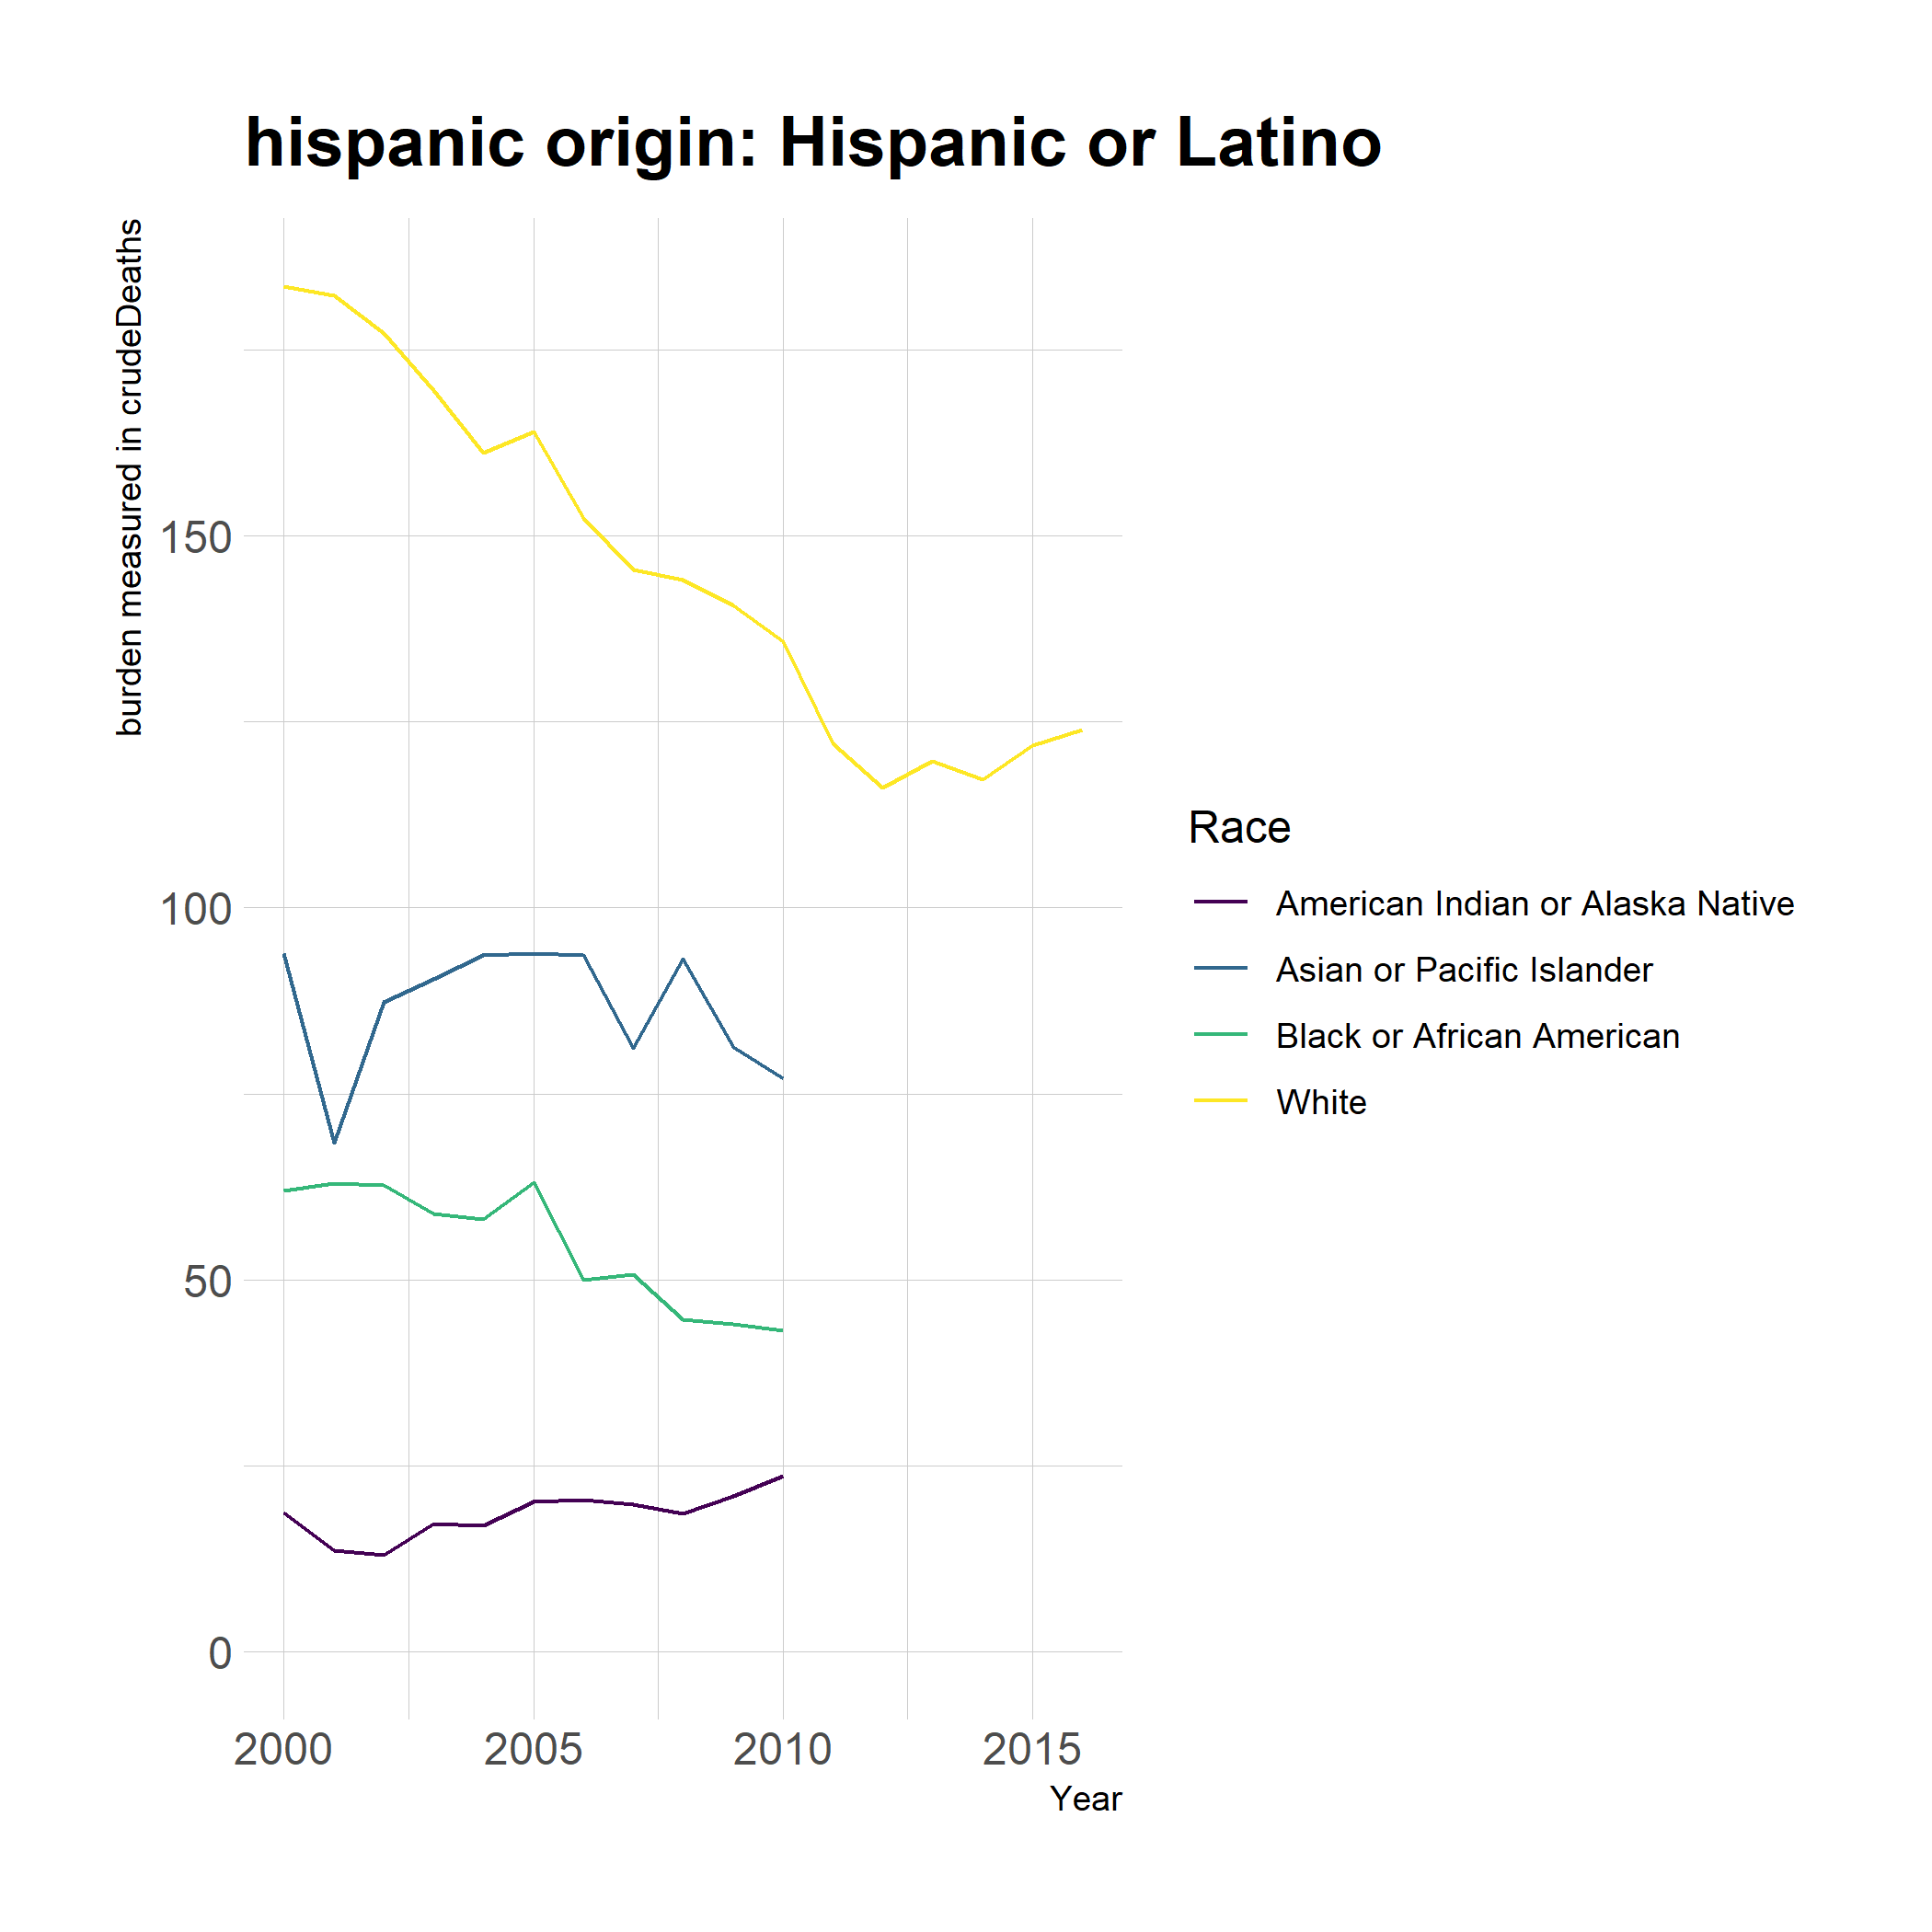 hispanic origin: Hispanic or Latino
burden measured in crudeDeaths
150
100
50
0
2000 2005 2010 2015
Year
Race
American Indian or Alaska Native
Asian or Pacific Islander
Black or African American
White